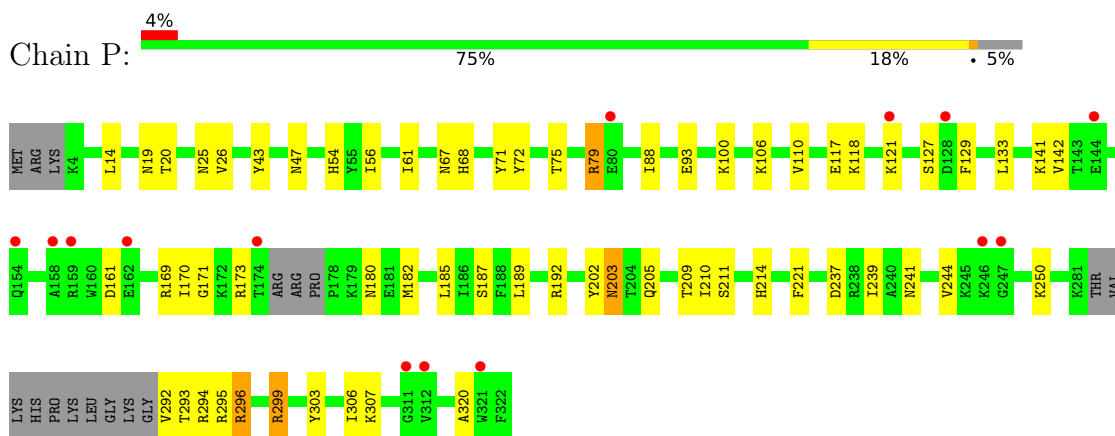 4%
Chain P:
75% 18% • 5%
MET ARG LYS K4 L14 N19 T20 N25 V26 Y43 N47 H54 Y55 I56 I61 N67 H68 Y71 Y72 T75 R79 E80 I88 E93 K100 K106 V110 E117 K118 K121 S127 D128 F129 L133 K141 V142 T143 E144
Q154 A158 R159 W160 D161 E162 R169 I170 G171 K172 R173 T174 ARG ARG PRO P178 K179 N180 E181 M182 L185 I186 S187 F188 L189 R192 Y202 N203 T204 Q205 T209 I210 S211 H214 F221 D237 R238 I239 A240 N241 V244 K245 K246 G247 K250 K281 THR VAL
LYS HIS PRO LYS LEU GLY LYS GLY V292 T293 R294 R295 R296 R299 Y303 I306 K307 G311 V312 A320 W321 F322